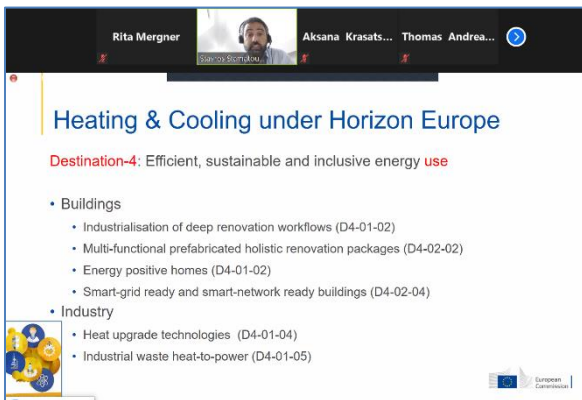 Rita Mergner
Aksana Krasats...
Thomas Andrea...
Stavros Stamatou...
Heating & Cooling under Horizon Europe
Destination-4: Efficient, sustainable and inclusive energy use
• Buildings
• Industrialisation of deep renovation workflows (D4-01-02)
• Multi-functional prefabricated holistic renovation packages (D4-02-02)
• Energy positive homes (D4-01-02)
• Smart-grid ready and smart-network ready buildings (D4-02-04)
• Industry
• Heat upgrade technologies (D4-01-04)
• Industrial waste heat-to-power (D4-01-05)
European
Commission